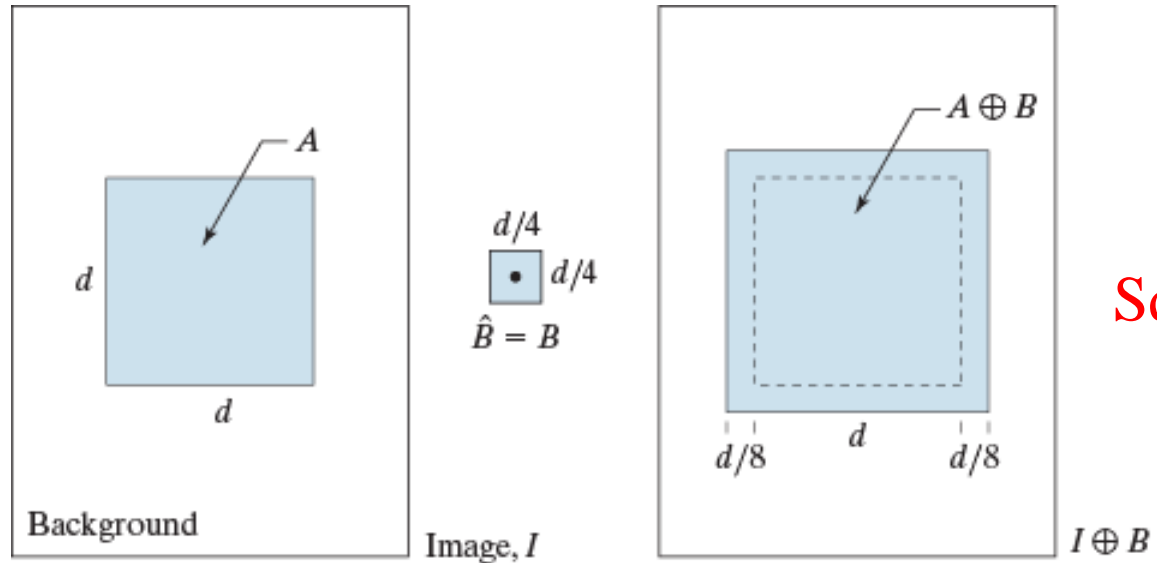 A
d
d
Background
Image, I
d/4
d/4
B̂ = B
A ⊕ B
d
d/8
d/8
I ⊕ B